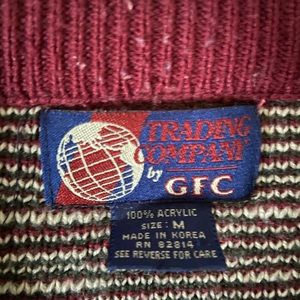 TRADING
COMPANY
by
GFC
100% ACRYLIC
SIZE: M
MADE IN KOREA
RN 82814
SEE REVERSE FOR CARE